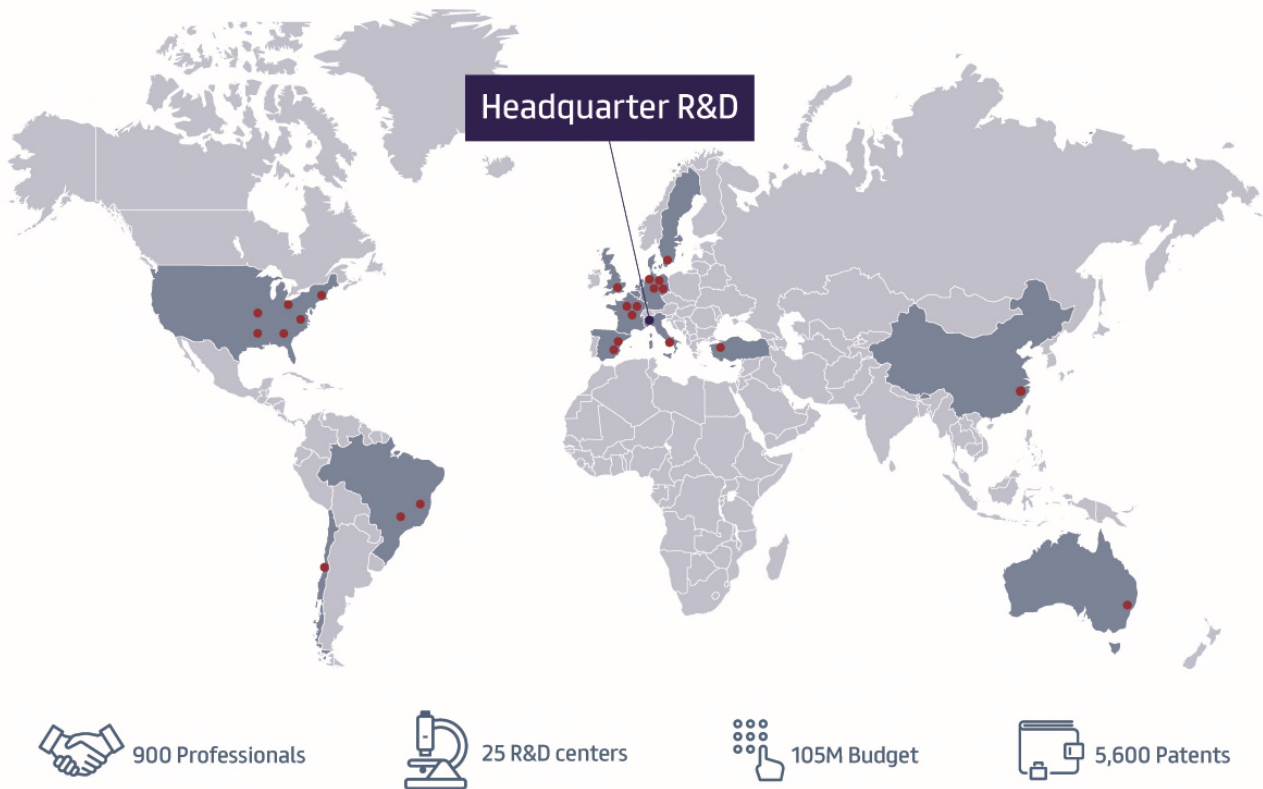 Headquarter R&D
900 Professionals
25 R&D centers
105M Budget
5,600 Patents